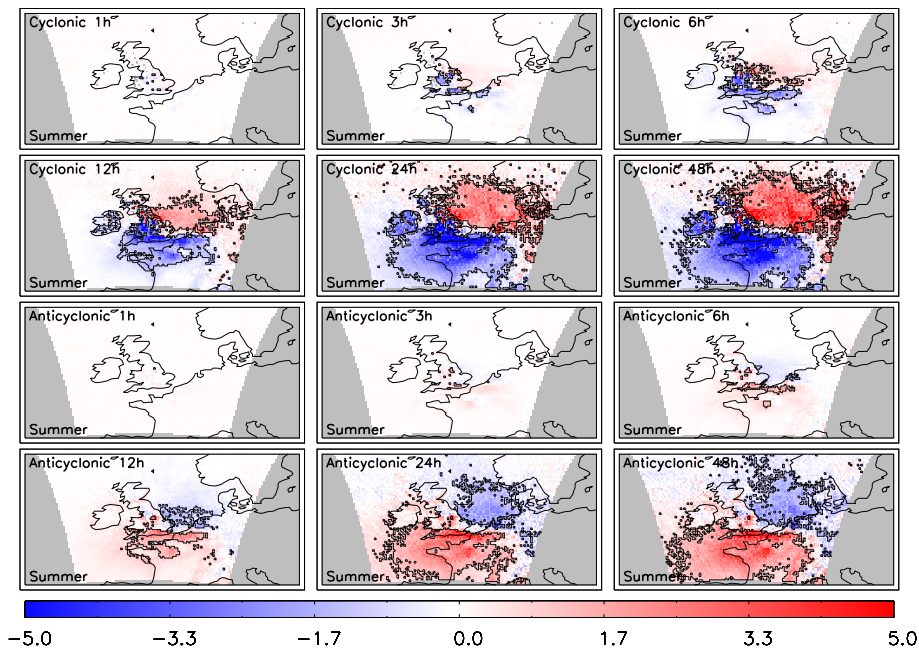 Cyclonic 1h
Summer
Cyclonic 3h
Summer
Cyclonic 6h
Summer
Cyclonic 12h
Summer
Cyclonic 24h
Summer
Cyclonic 48h
Summer
Anticyclonic 1h
Summer
Anticyclonic 3h
Summer
Anticyclonic 6h
Summer
Anticyclonic 12h
Summer
Anticyclonic 24h
Summer
Anticyclonic 48h
Summer
-5.0 -3.3 -1.7 0.0 1.7 3.3 5.0